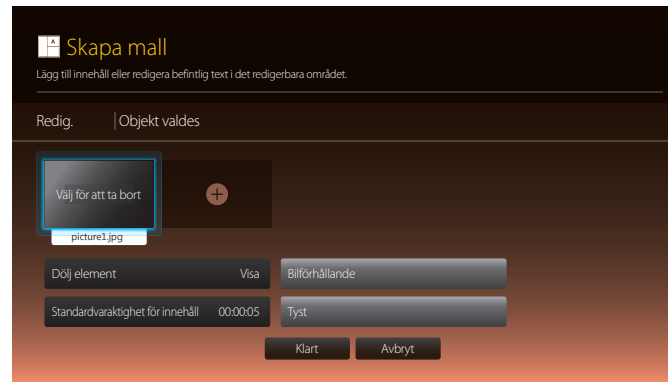 A
Skapa mall
Lägg till innehåll eller redigera befintlig text i det redigerbara området.
Redig. | Objekt valdes
Välj för att ta bort
picture1.jpg
Dölj element Visa Bilförhållande
Standardvaraktighet för innehåll 00:00:05 Tyst
Klart Avbryt